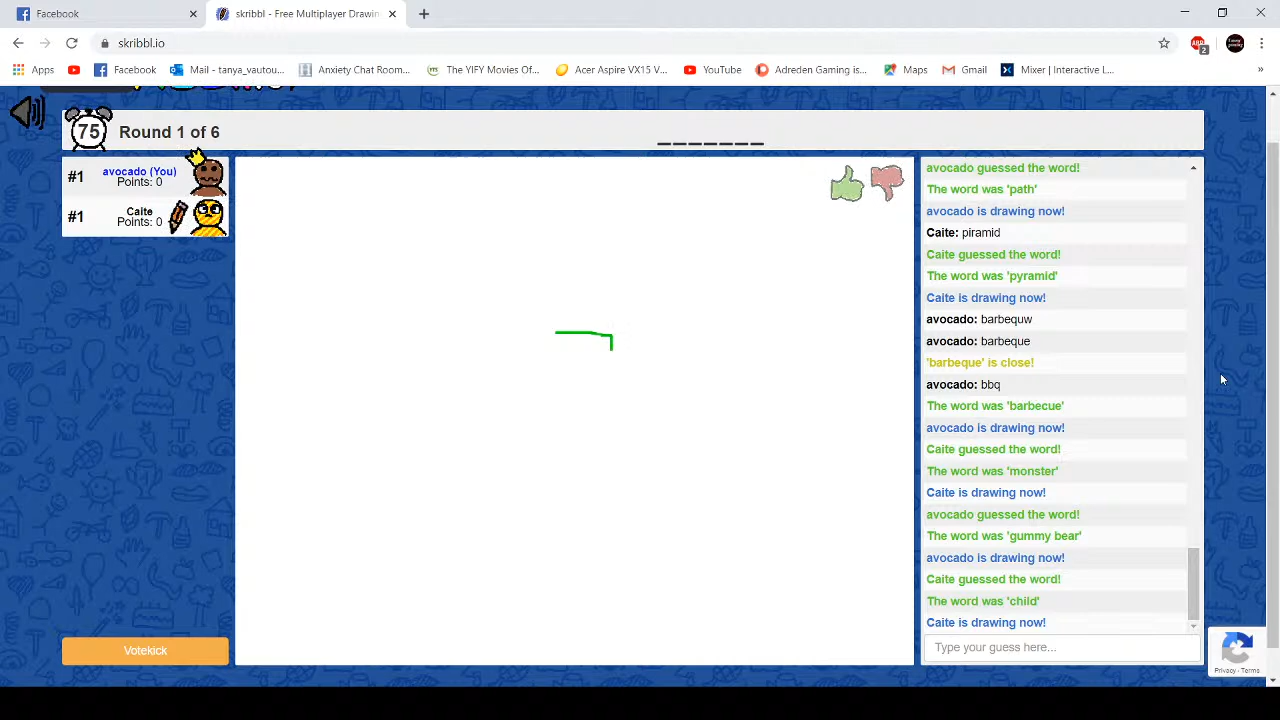 Facebook
skribbl - Free Multiplayer Drawin
skribbl.io
ABP 2
Apps
Facebook
Mail - tanya_vautou...
Anxiety Chat Room...
The YIFY Movies Of...
Acer Aspire VX15 V...
YouTube
Adreden Gaming is...
Maps
Gmail
Mixer | Interactive L...
75
Round 1 of 6
_ _ _ _ _ _ _
#1
avocado (You)
Points: 0
#1
Caite
Points: 0
Votekick
avocado guessed the word!
The word was 'path'
avocado is drawing now!
Caite: piramid
Caite guessed the word!
The word was 'pyramid'
Caite is drawing now!
avocado: barbequw
avocado: barbeque
'barbeque' is close!
avocado: bbq
The word was 'barbecue'
avocado is drawing now!
Caite guessed the word!
The word was 'monster'
Caite is drawing now!
avocado guessed the word!
The word was 'gummy bear'
avocado is drawing now!
Caite guessed the word!
The word was 'child'
Caite is drawing now!
Type your guess here...
Privacy - Terms